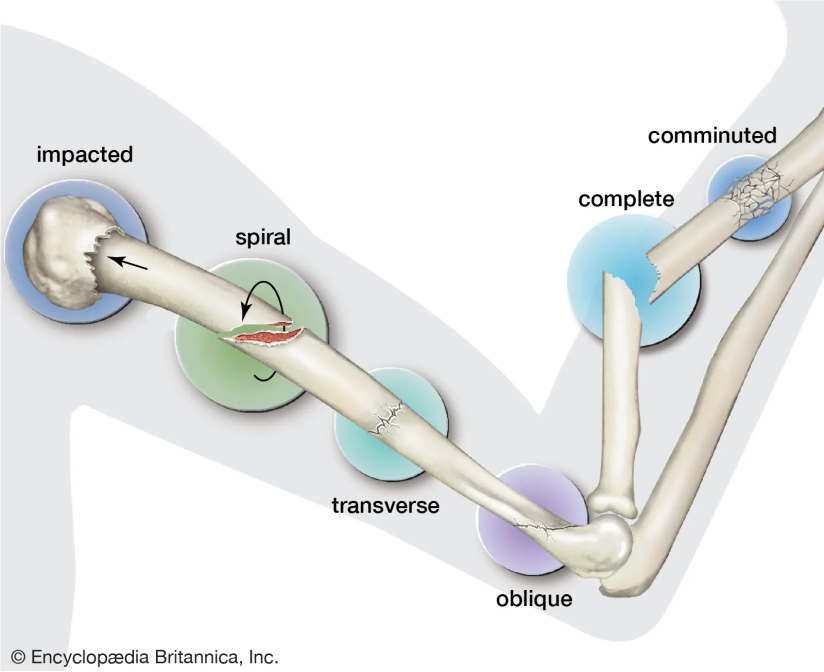 comminuted
impacted
complete
spiral
transverse
oblique
© Encyclopædia Britannica, Inc.